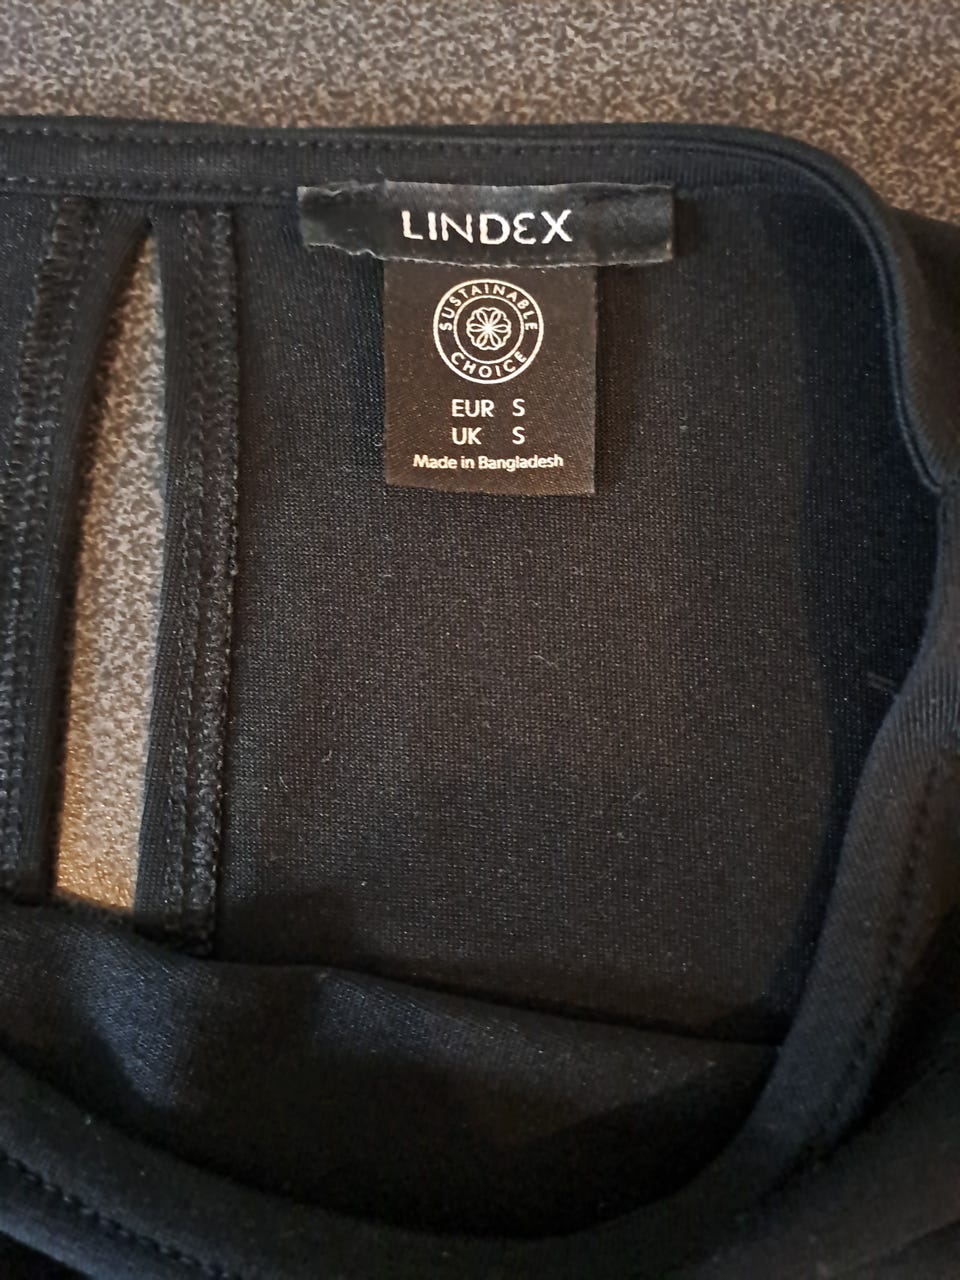 LINDEX
SUSTAINABLE
CHOICE
EUR S
UK S
Made in Bangladesh